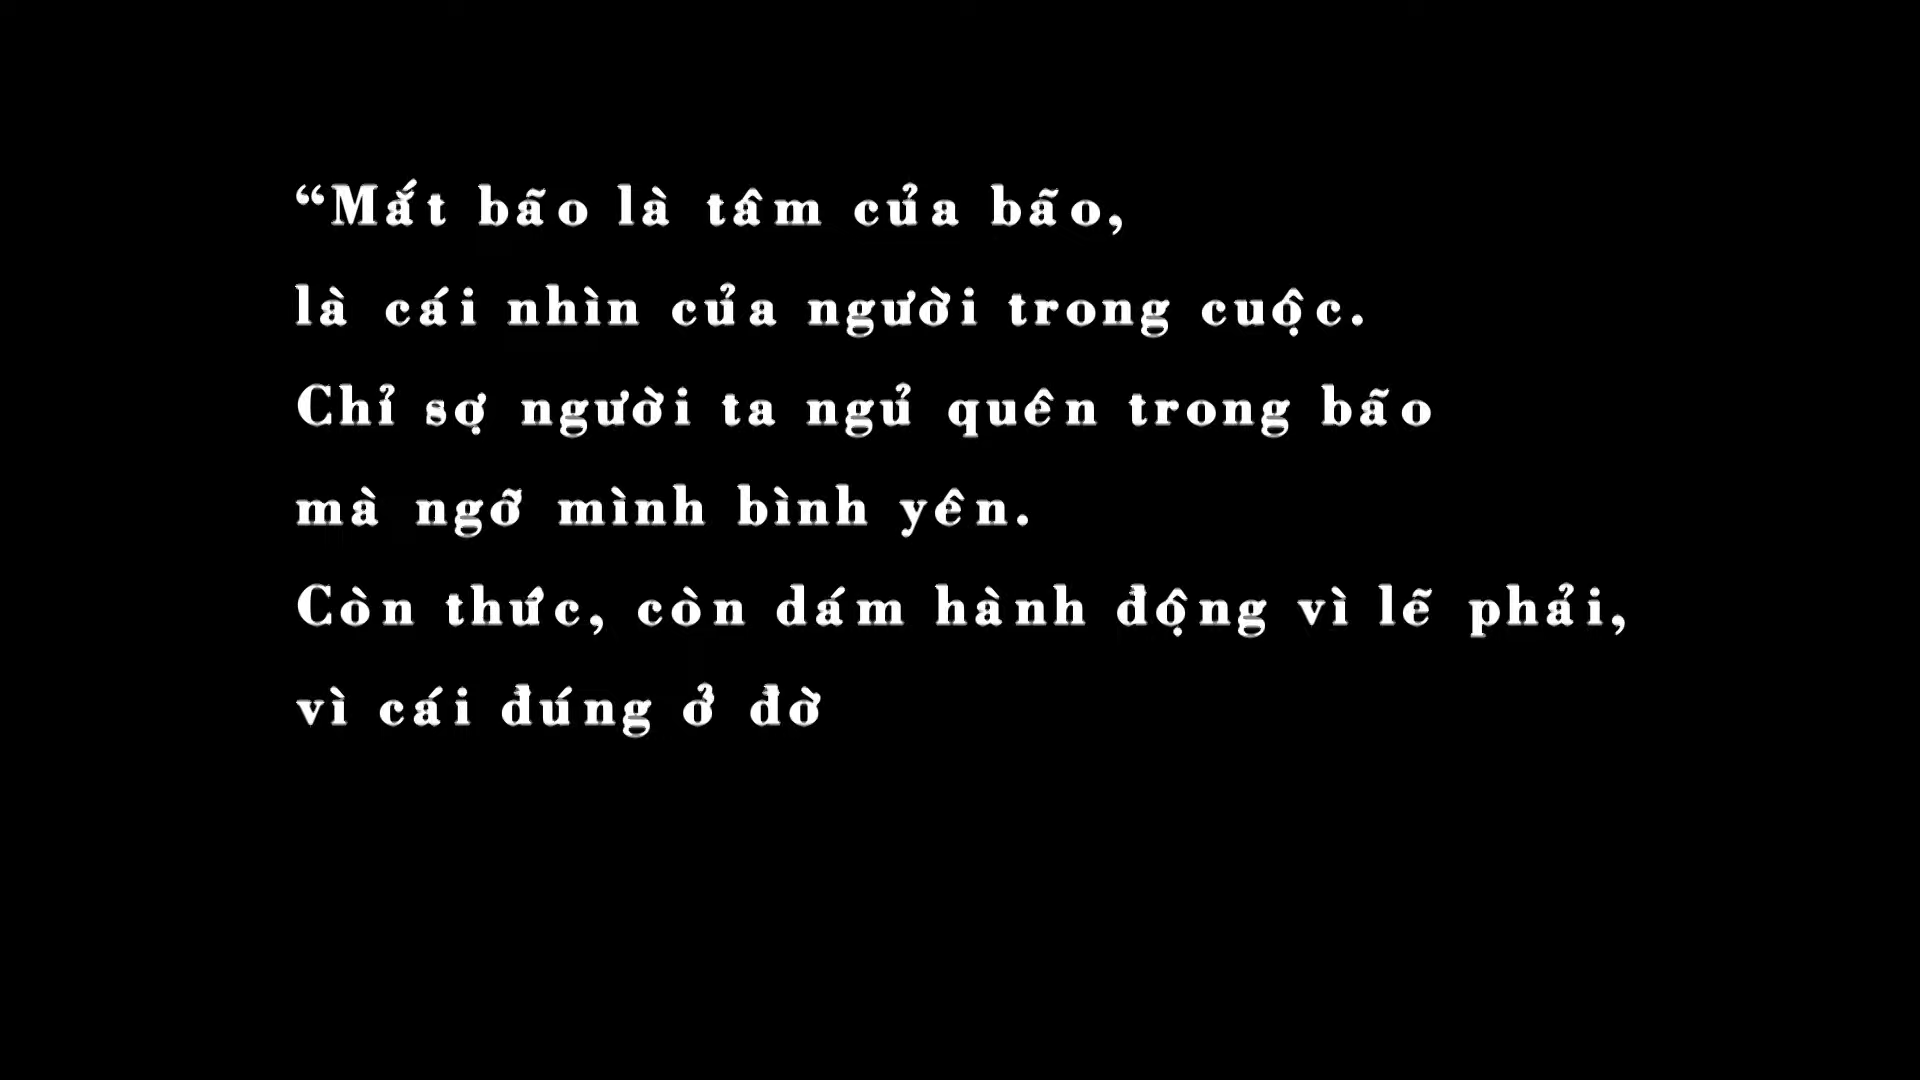 “Mắt bão là tâm của bão,
là cái nhìn của người trong cuộc.
Chỉ sợ người ta ngủ quên trong bão
mà ngỡ mình bình yên.
Còn thức, còn dám hành động vì lẽ phải,
vì cái đúng ở đờ